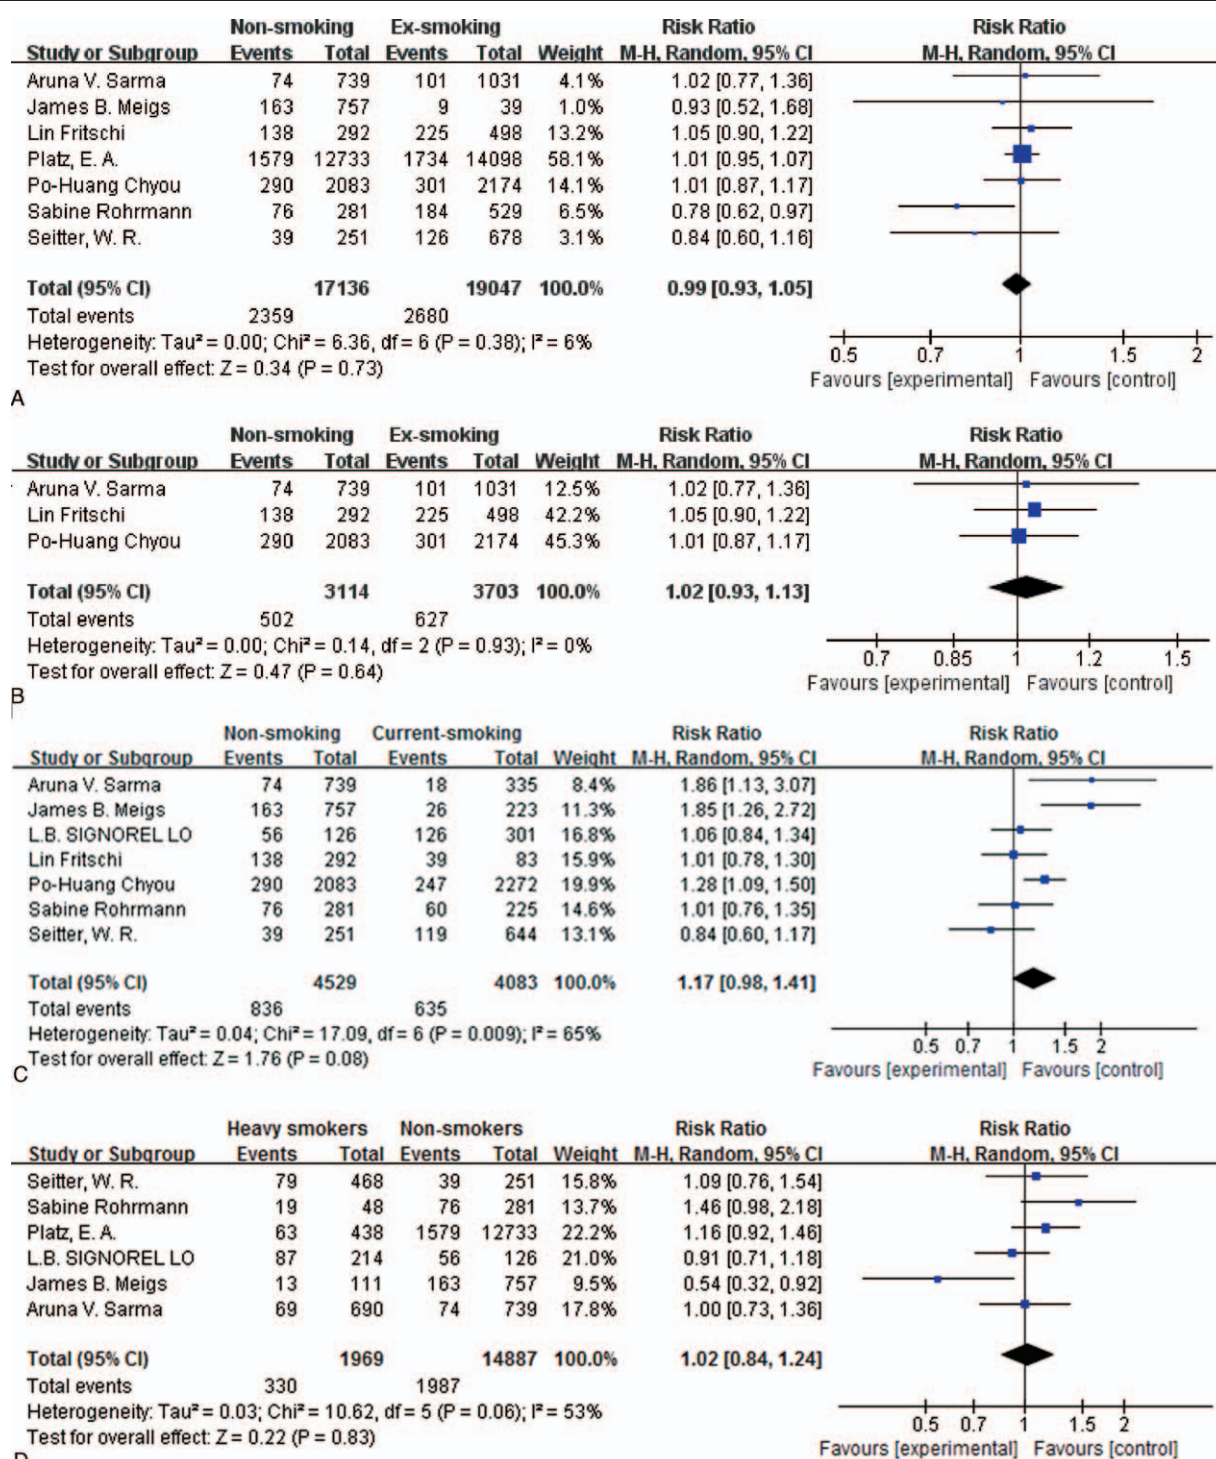 Non-smoking Ex-smoking Risk Ratio Risk Ratio
Study or Subgroup Events Total Events Total Weight M-H, Random, 95% CI M-H, Random, 95% CI
Aruna V. Sarma 74 739 101 1031 4.1% 1.02 [0.77, 1.36]
James B. Meigs 163 757 9 39 1.0% 0.93 [0.52, 1.68]
Lin Fritschi 138 292 225 498 13.2% 1.05 [0.90, 1.22]
Platz, E. A. 1579 12733 1734 14098 58.1% 1.01 [0.95, 1.07]
Po-Huang Chyou 290 2083 301 2174 14.1% 1.01 [0.87, 1.17]
Sabine Rohrmann 76 281 184 529 6.5% 0.78 [0.62, 0.97]
Seitter, W. R. 39 251 126 678 3.1% 0.84 [0.60, 1.16]
Total (95% CI) 17136 19047 100.0% 0.99 [0.93, 1.05]
Total events 2359 2680
Heterogeneity: Tau² = 0.00; Chi² = 6.36, df = 6 (P = 0.38); I² = 6%
Test for overall effect: Z = 0.34 (P = 0.73)
0.5 0.7 1 1.5 2
Favours [experimental] Favours [control]
A
Non-smoking Ex-smoking Risk Ratio Risk Ratio
Study or Subgroup Events Total Events Total Weight M-H, Random, 95% CI M-H, Random, 95% CI
Aruna V. Sarma 74 739 101 1031 12.5% 1.02 [0.77, 1.36]
Lin Fritschi 138 292 225 498 42.2% 1.05 [0.90, 1.22]
Po-Huang Chyou 290 2083 301 2174 45.3% 1.01 [0.87, 1.17]
Total (95% CI) 3114 3703 100.0% 1.02 [0.93, 1.13]
Total events 502 627
Heterogeneity: Tau² = 0.00; Chi² = 0.14, df = 2 (P = 0.93); I² = 0%
Test for overall effect: Z = 0.47 (P = 0.64)
0.7 0.85 1 1.2 1.5
Favours [experimental] Favours [control]
B
Non-smoking Current-smoking Risk Ratio Risk Ratio
Study or Subgroup Events Total Events Total Weight M-H, Random, 95% CI M-H, Random, 95% CI
Aruna V. Sarma 74 739 18 335 8.4% 1.86 [1.13, 3.07]
James B. Meigs 163 757 26 223 11.3% 1.85 [1.26, 2.72]
L.B. SIGNOREL LO 56 126 126 301 16.8% 1.06 [0.84, 1.34]
Lin Fritschi 138 292 39 83 15.9% 1.01 [0.78, 1.30]
Po-Huang Chyou 290 2083 247 2272 19.9% 1.28 [1.09, 1.50]
Sabine Rohrmann 76 281 60 225 14.6% 1.01 [0.76, 1.35]
Seitter, W. R. 39 251 119 644 13.1% 0.84 [0.60, 1.17]
Total (95% CI) 4529 4083 100.0% 1.17 [0.98, 1.41]
Total events 836 635
Heterogeneity: Tau² = 0.04; Chi² = 17.09, df = 6 (P = 0.009); I² = 65%
Test for overall effect: Z = 1.76 (P = 0.08)
0.5 0.7 1 1.5 2
Favours [experimental] Favours [control]
C
Heavy smokers Non-smokers Risk Ratio Risk Ratio
Study or Subgroup Events Total Events Total Weight M-H, Random, 95% CI M-H, Random, 95% CI
Seitter, W. R. 79 468 39 251 15.8% 1.09 [0.76, 1.54]
Sabine Rohrmann 19 48 76 281 13.7% 1.46 [0.98, 2.18]
Platz, E. A. 63 438 1579 12733 22.2% 1.16 [0.92, 1.46]
L.B. SIGNOREL LO 87 214 56 126 21.0% 0.91 [0.71, 1.18]
James B. Meigs 13 111 163 757 9.5% 0.54 [0.32, 0.92]
Aruna V. Sarma 69 690 74 739 17.8% 1.00 [0.73, 1.36]
Total (95% CI) 1969 14887 100.0% 1.02 [0.84, 1.24]
Total events 330 1987
Heterogeneity: Tau² = 0.03; Chi² = 10.62, df = 5 (P = 0.06); I² = 53%
Test for overall effect: Z = 0.22 (P = 0.83)
0.5 0.7 1 1.5 2
Favours [experimental] Favours [control]